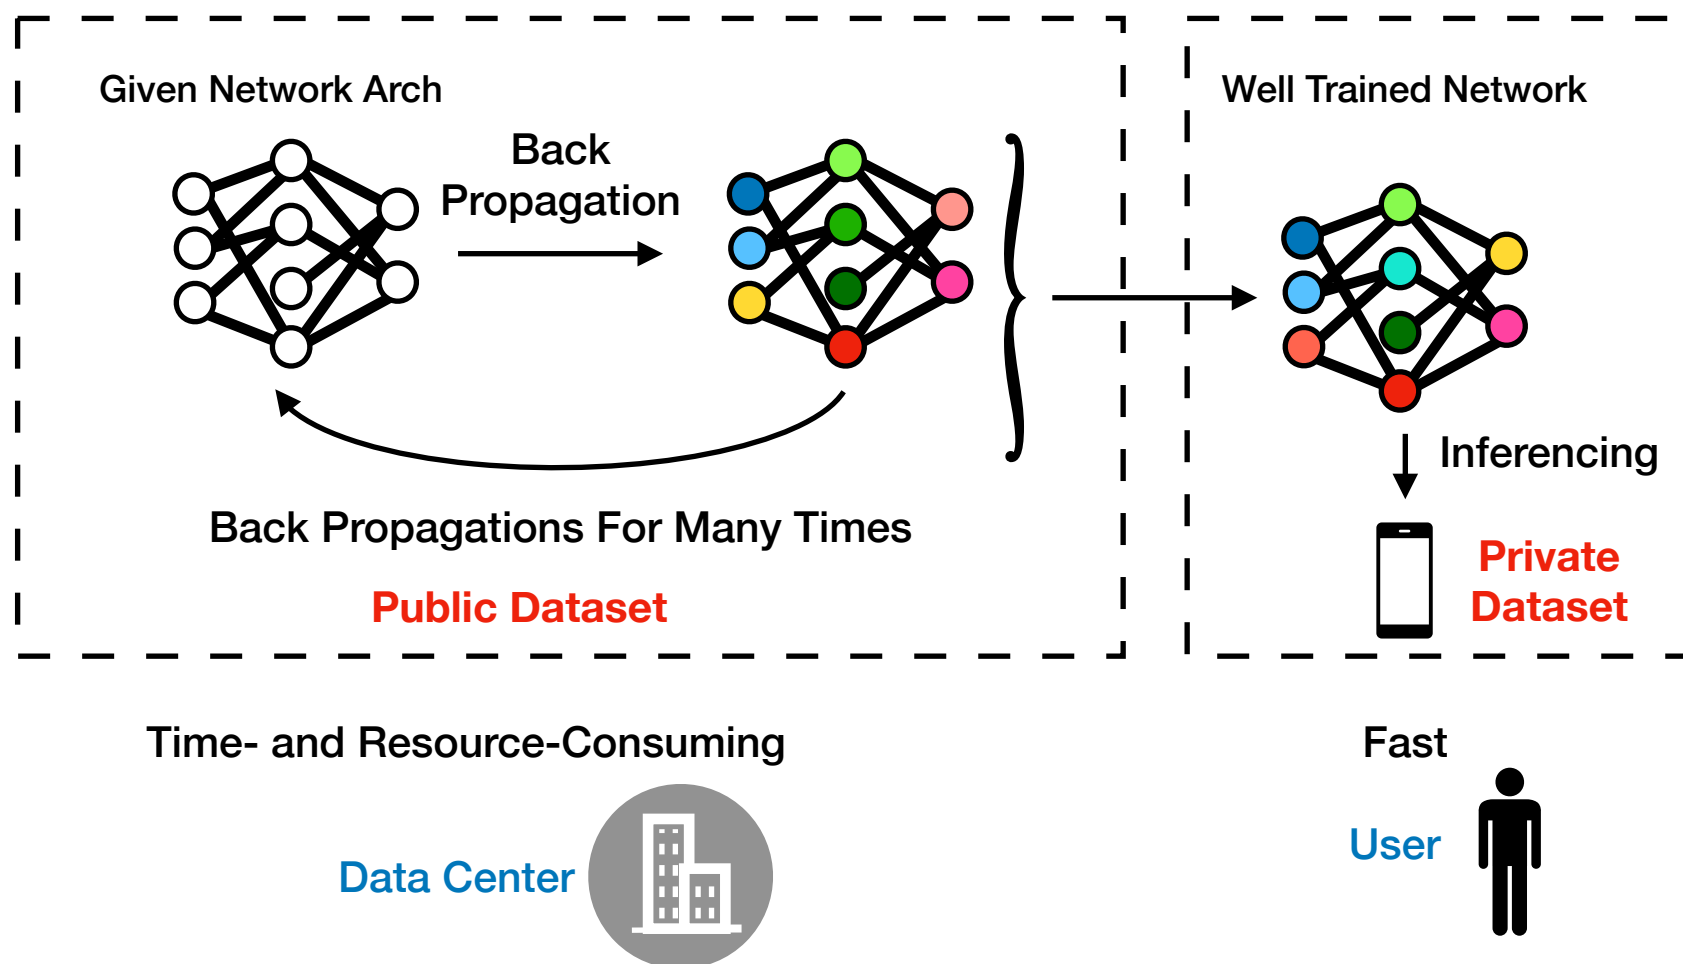 Given Network Arch
Back
Propagation
Back Propagations For Many Times
Public Dataset
Well Trained Network
Inferencing
Private
Dataset
Time- and Resource-Consuming
Data Center
Fast
User